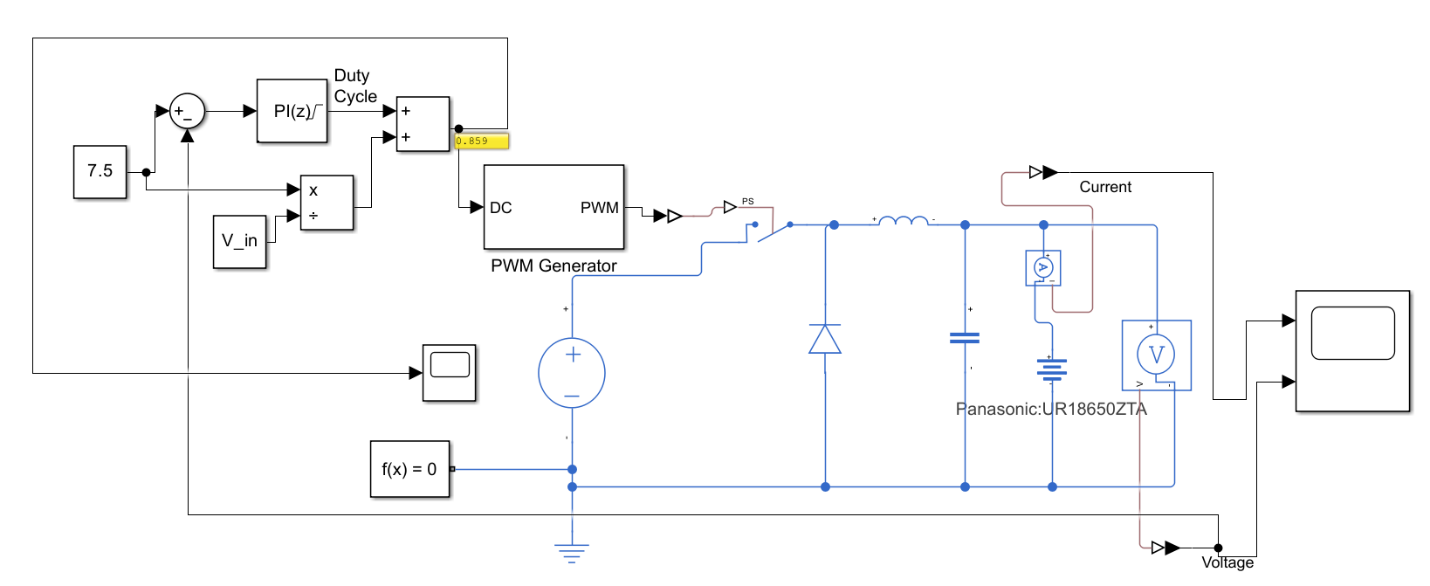 Duty
Cycle
+
_
PI(z)
+
+
0.859
7.5
x
÷
V_in
DC
PWM
PWM Generator
PS
Current
+
-
+
-
A
+
-
+
V
V
-
+
-
+
Panasonic:UR18650ZTA
f(x) = 0
Voltage